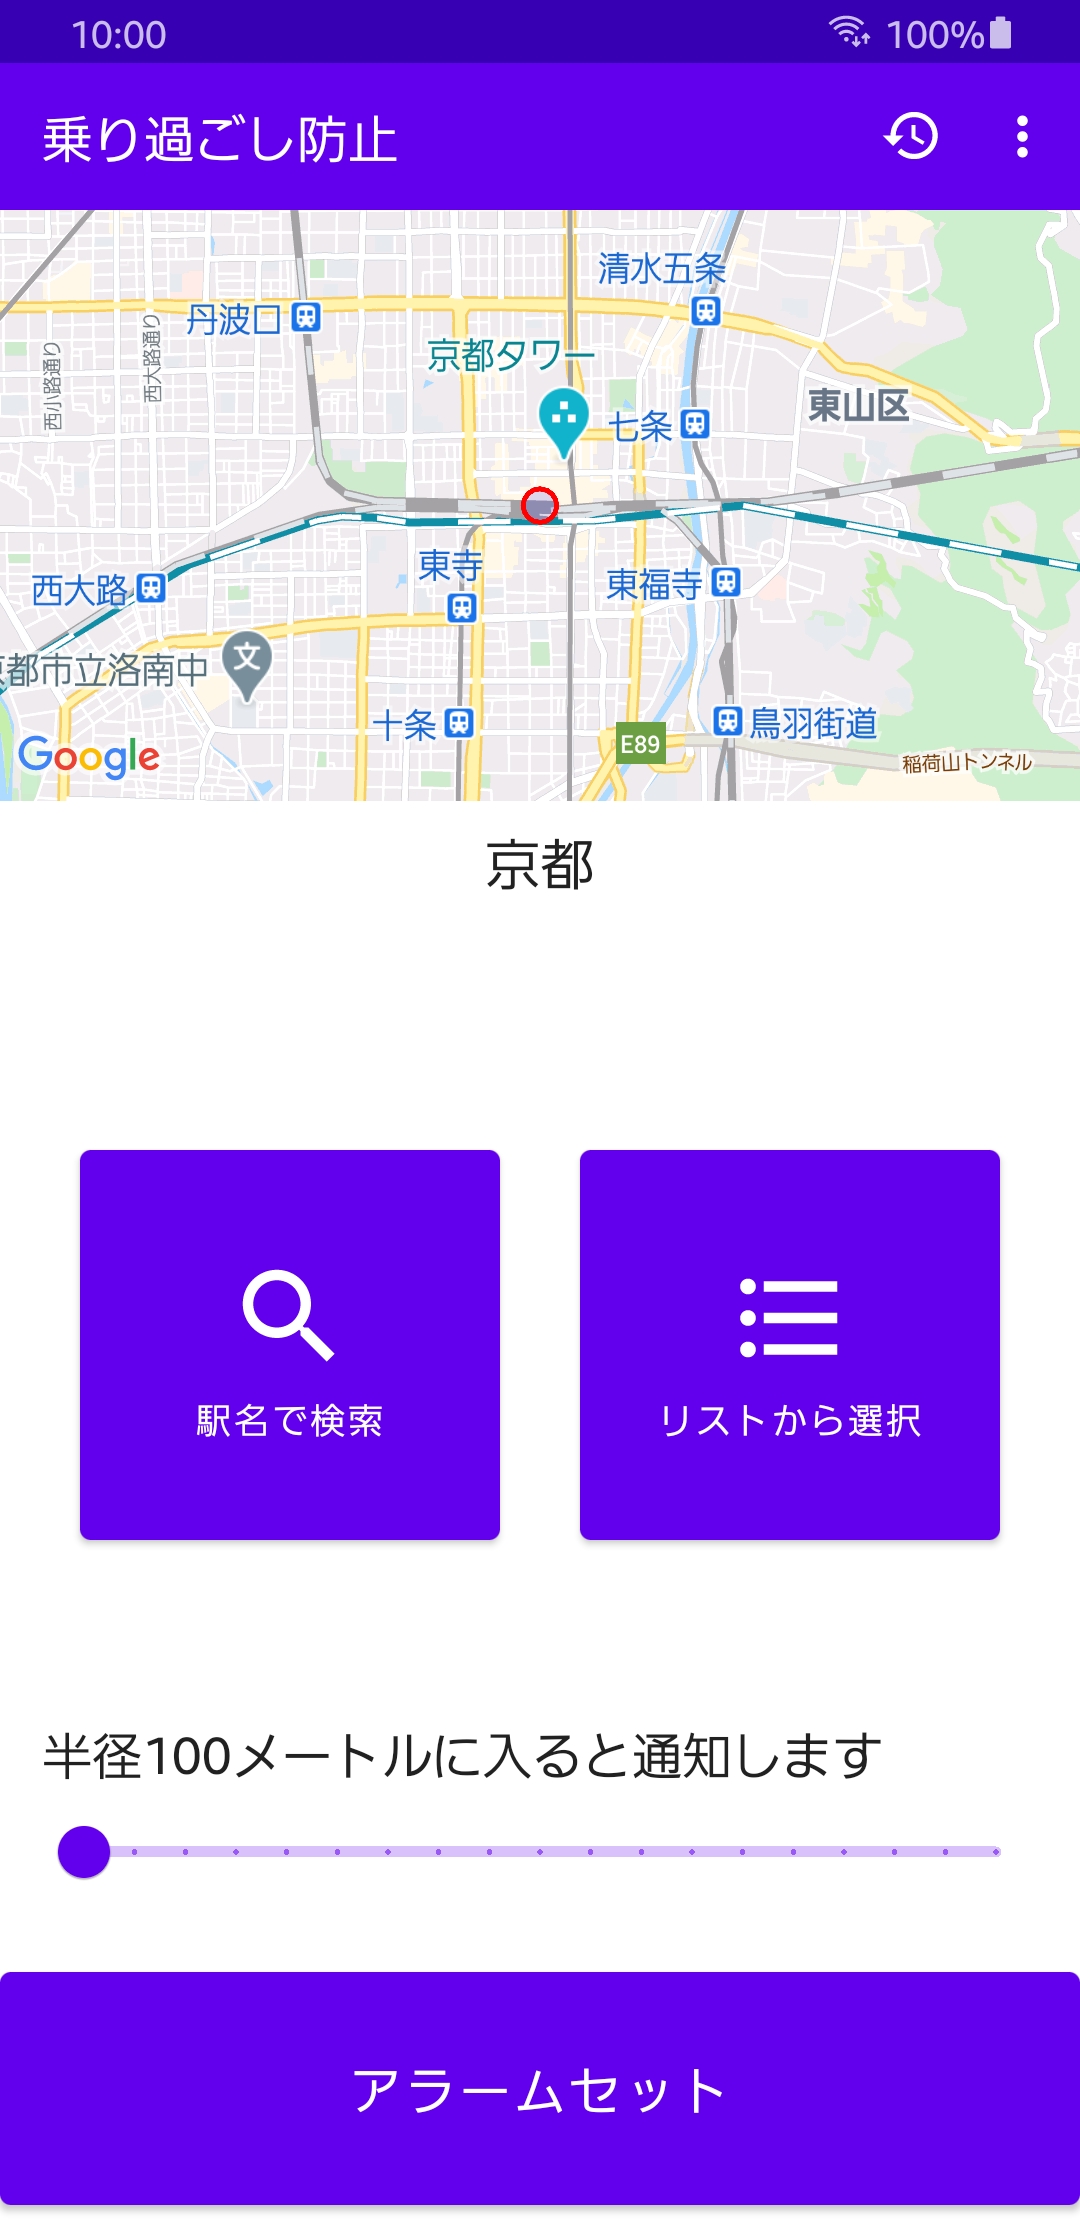 10:00
100%
乗り過ごし防止
清水五条
丹波口
西大路通り
西小路通り
京都タワー
東山区
七条
東寺
東福寺
西大路
文
京都市立洛南中
十条
鳥羽街道
E89
稲荷山トンネル
Google
京都
駅名で検索
リストから選択
半径100メートルに入ると通知します
アラームセット